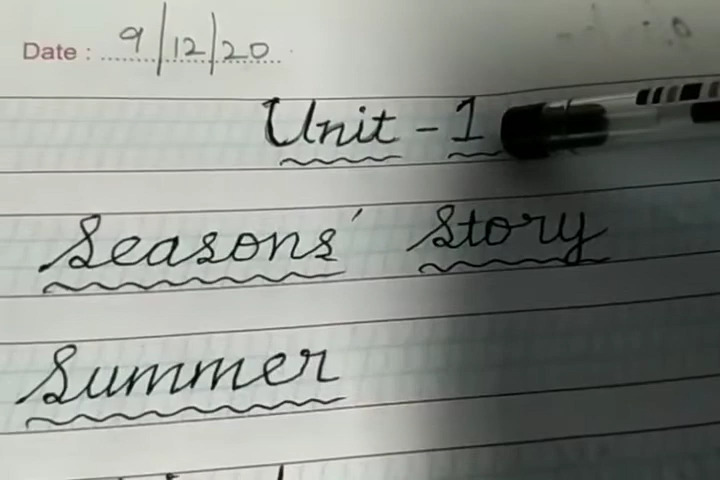 Date : 9/12/20
Unit - 1
Seasons' Story
Summer